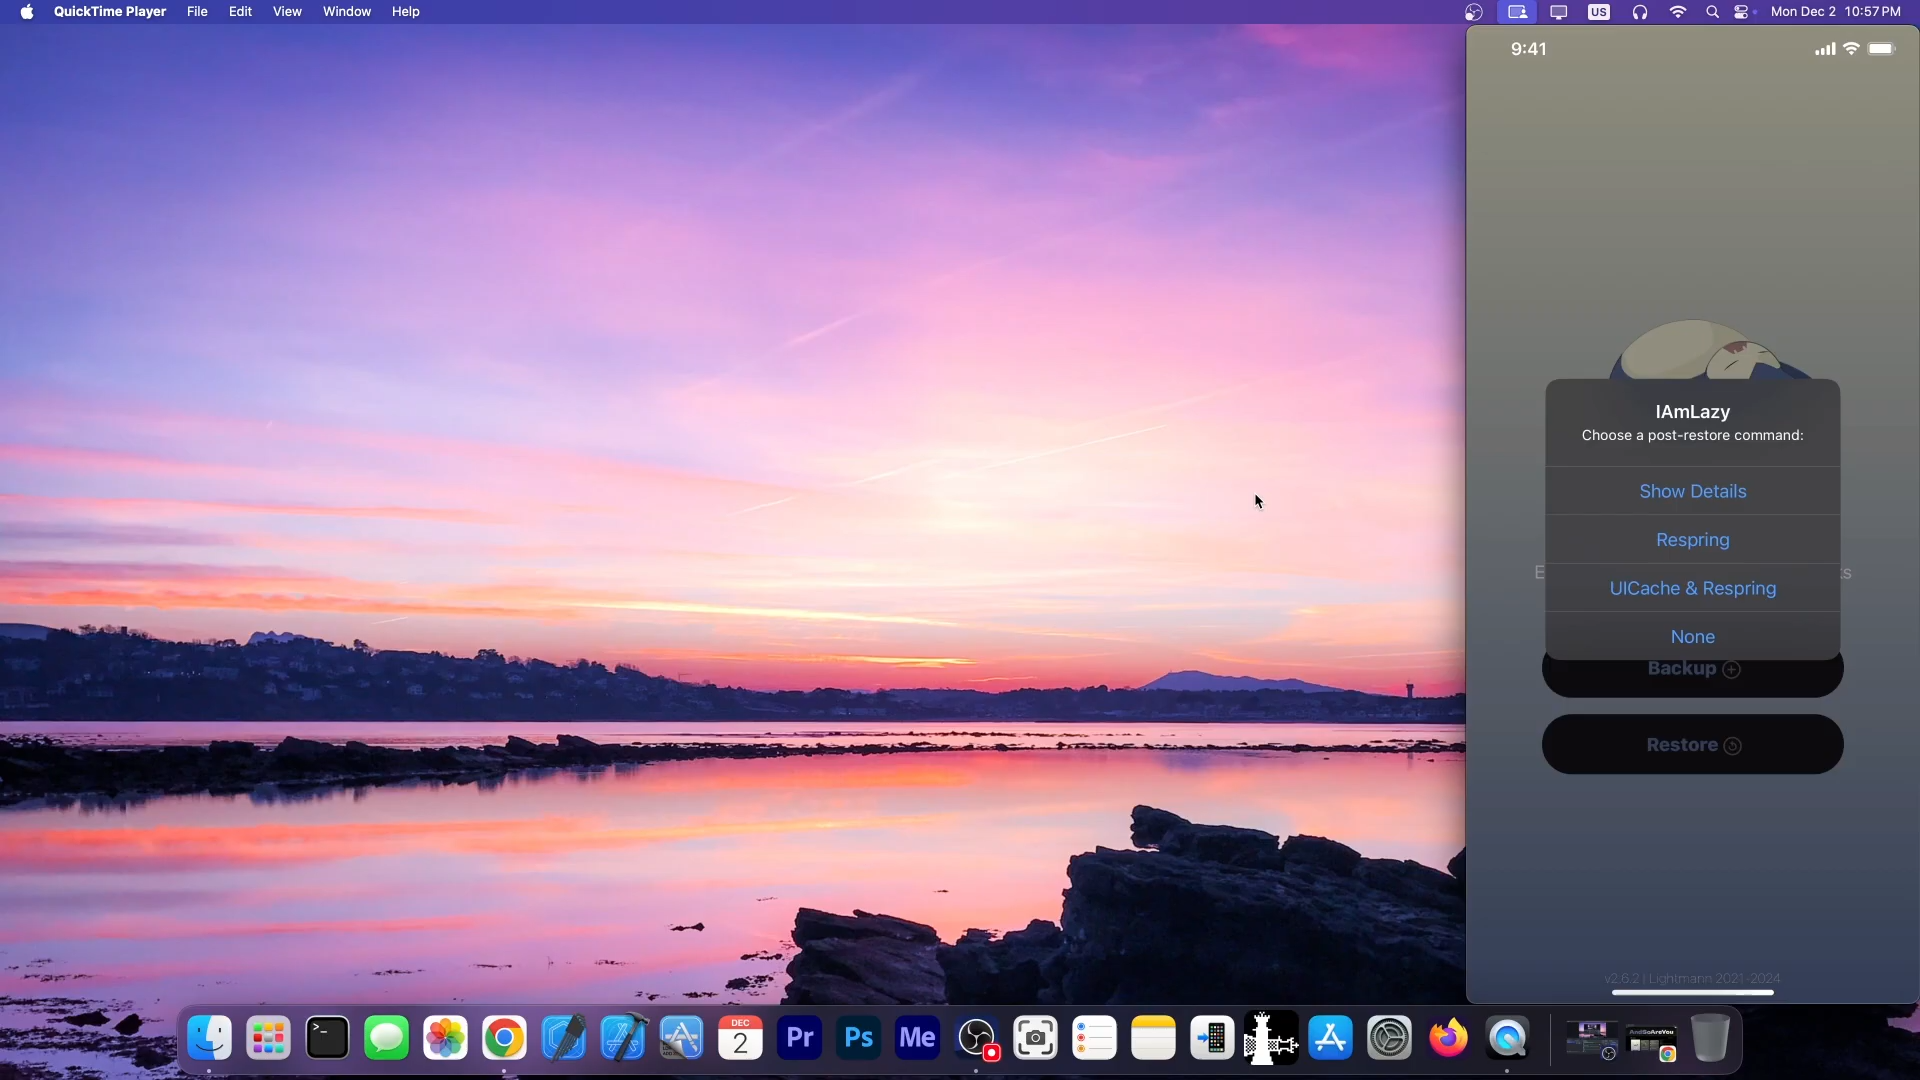 QuickTime Player File Edit View Window Help US Mon Dec 2 10:57 PM
9:41
IAmLazy
Choose a post-restore command:
Show Details
Respring
UICache & Respring
None
Backup
Restore
v2.6.2 | Lightmann 2021-2024
>_
DEC
2
Pr
Ps
Me
AndSoAreYou